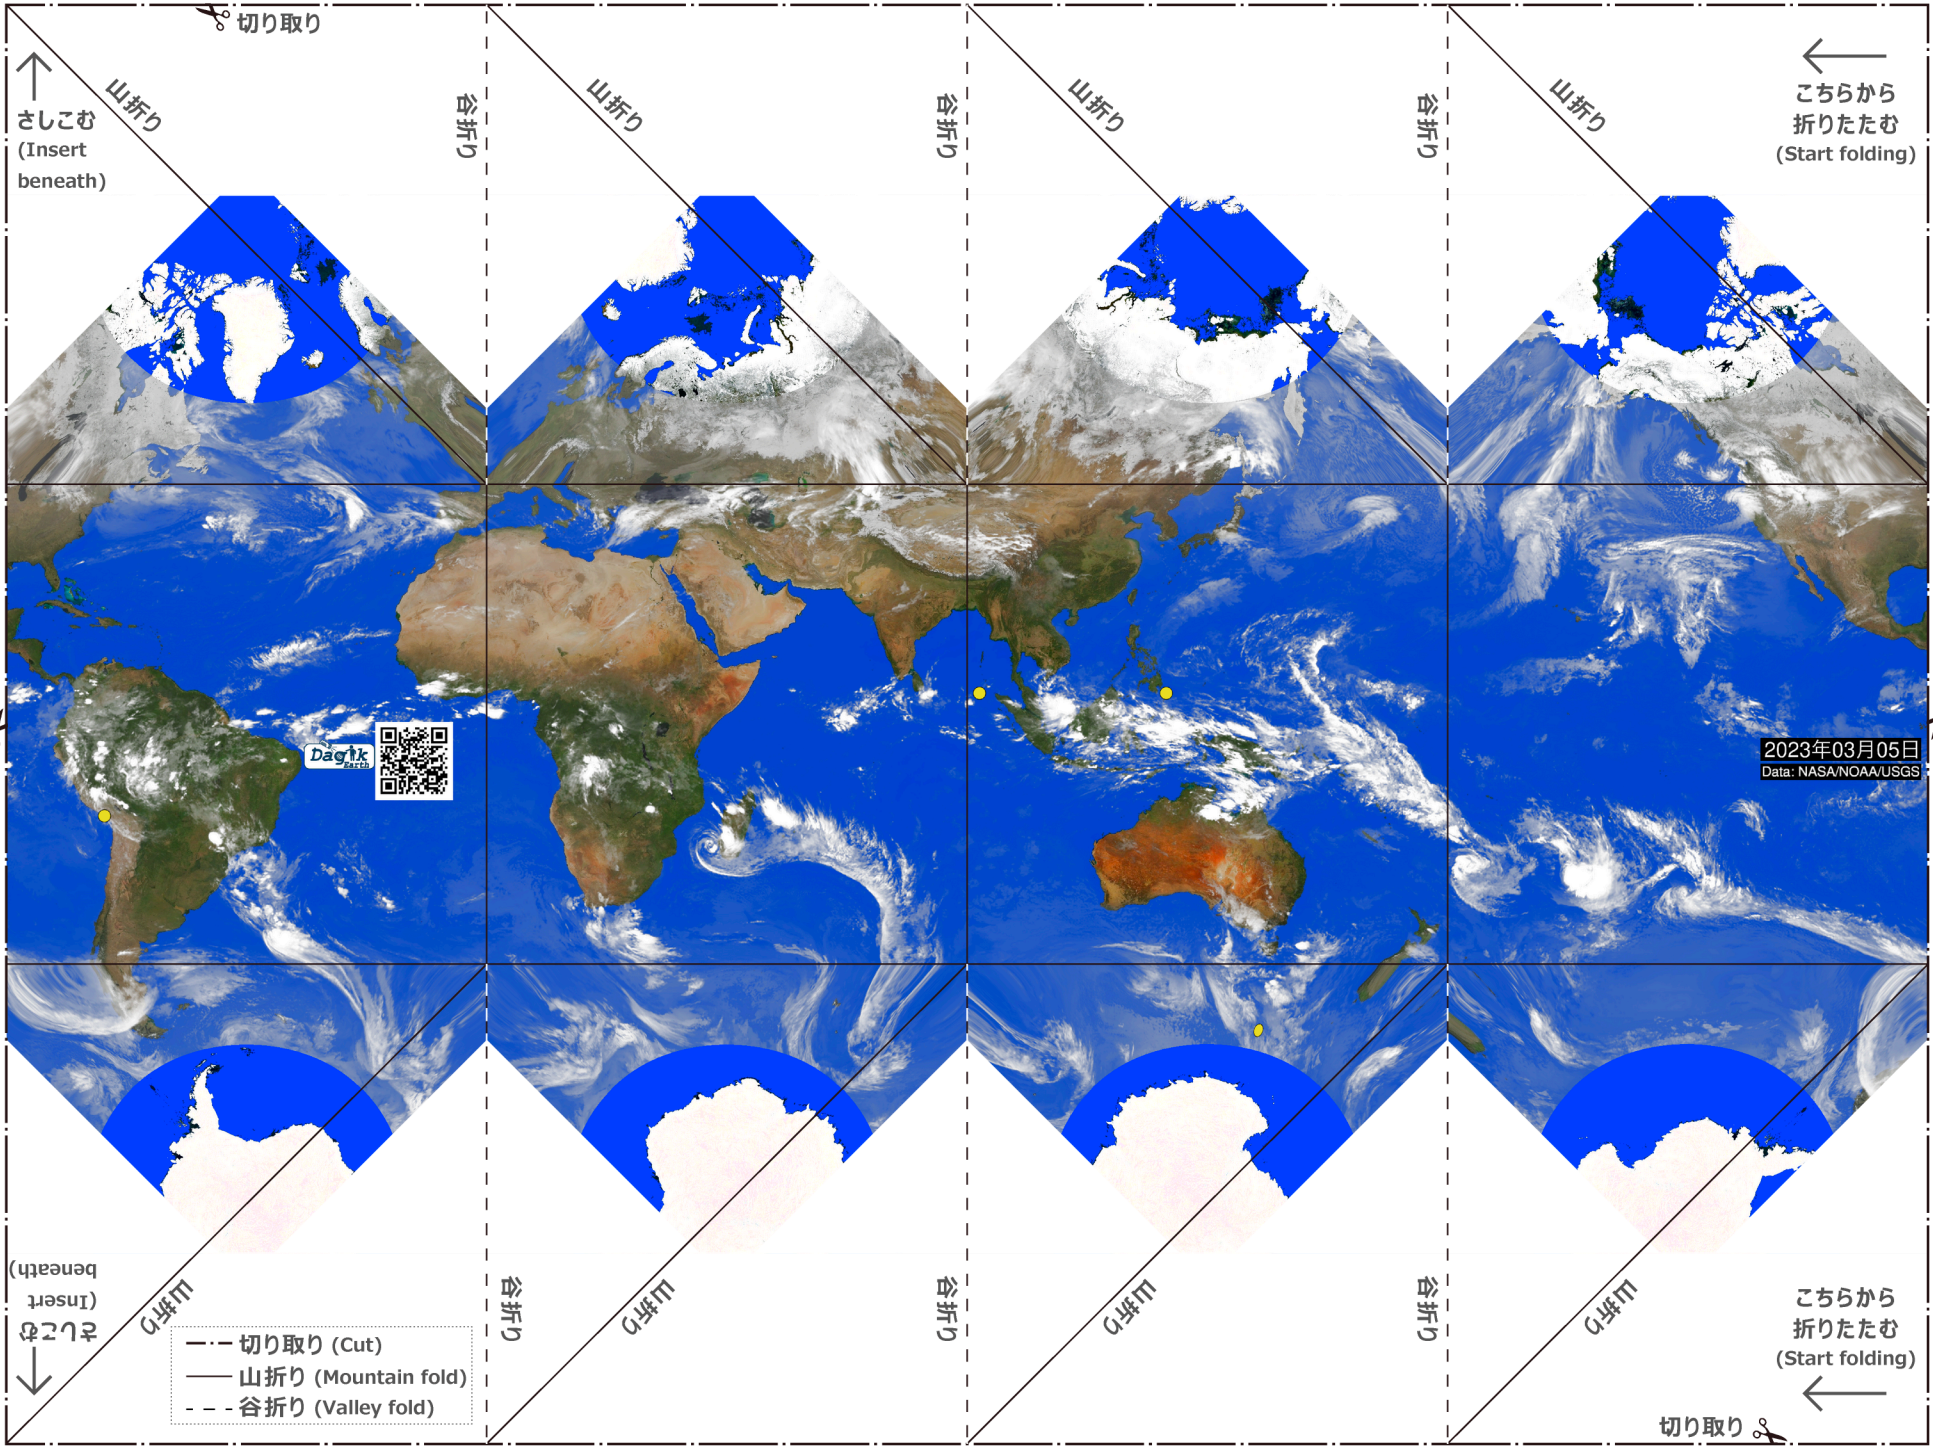 切り取り
山折り
谷折り
山折り
谷折り
山折り
谷折り
山折り
さしこむ
(Insert
beneath)
こちらから
折りたたむ
(Start folding)
Dagik
Earth
2023年03月05日
Data: NASA/NOAA/USGS
さしこむ
(Insert
beneath)
山折り
谷折り
山折り
谷折り
山折り
谷折り
山折り
切り取り (Cut)
山折り (Mountain fold)
谷折り (Valley fold)
こちらから
折りたたむ
(Start folding)
切り取り